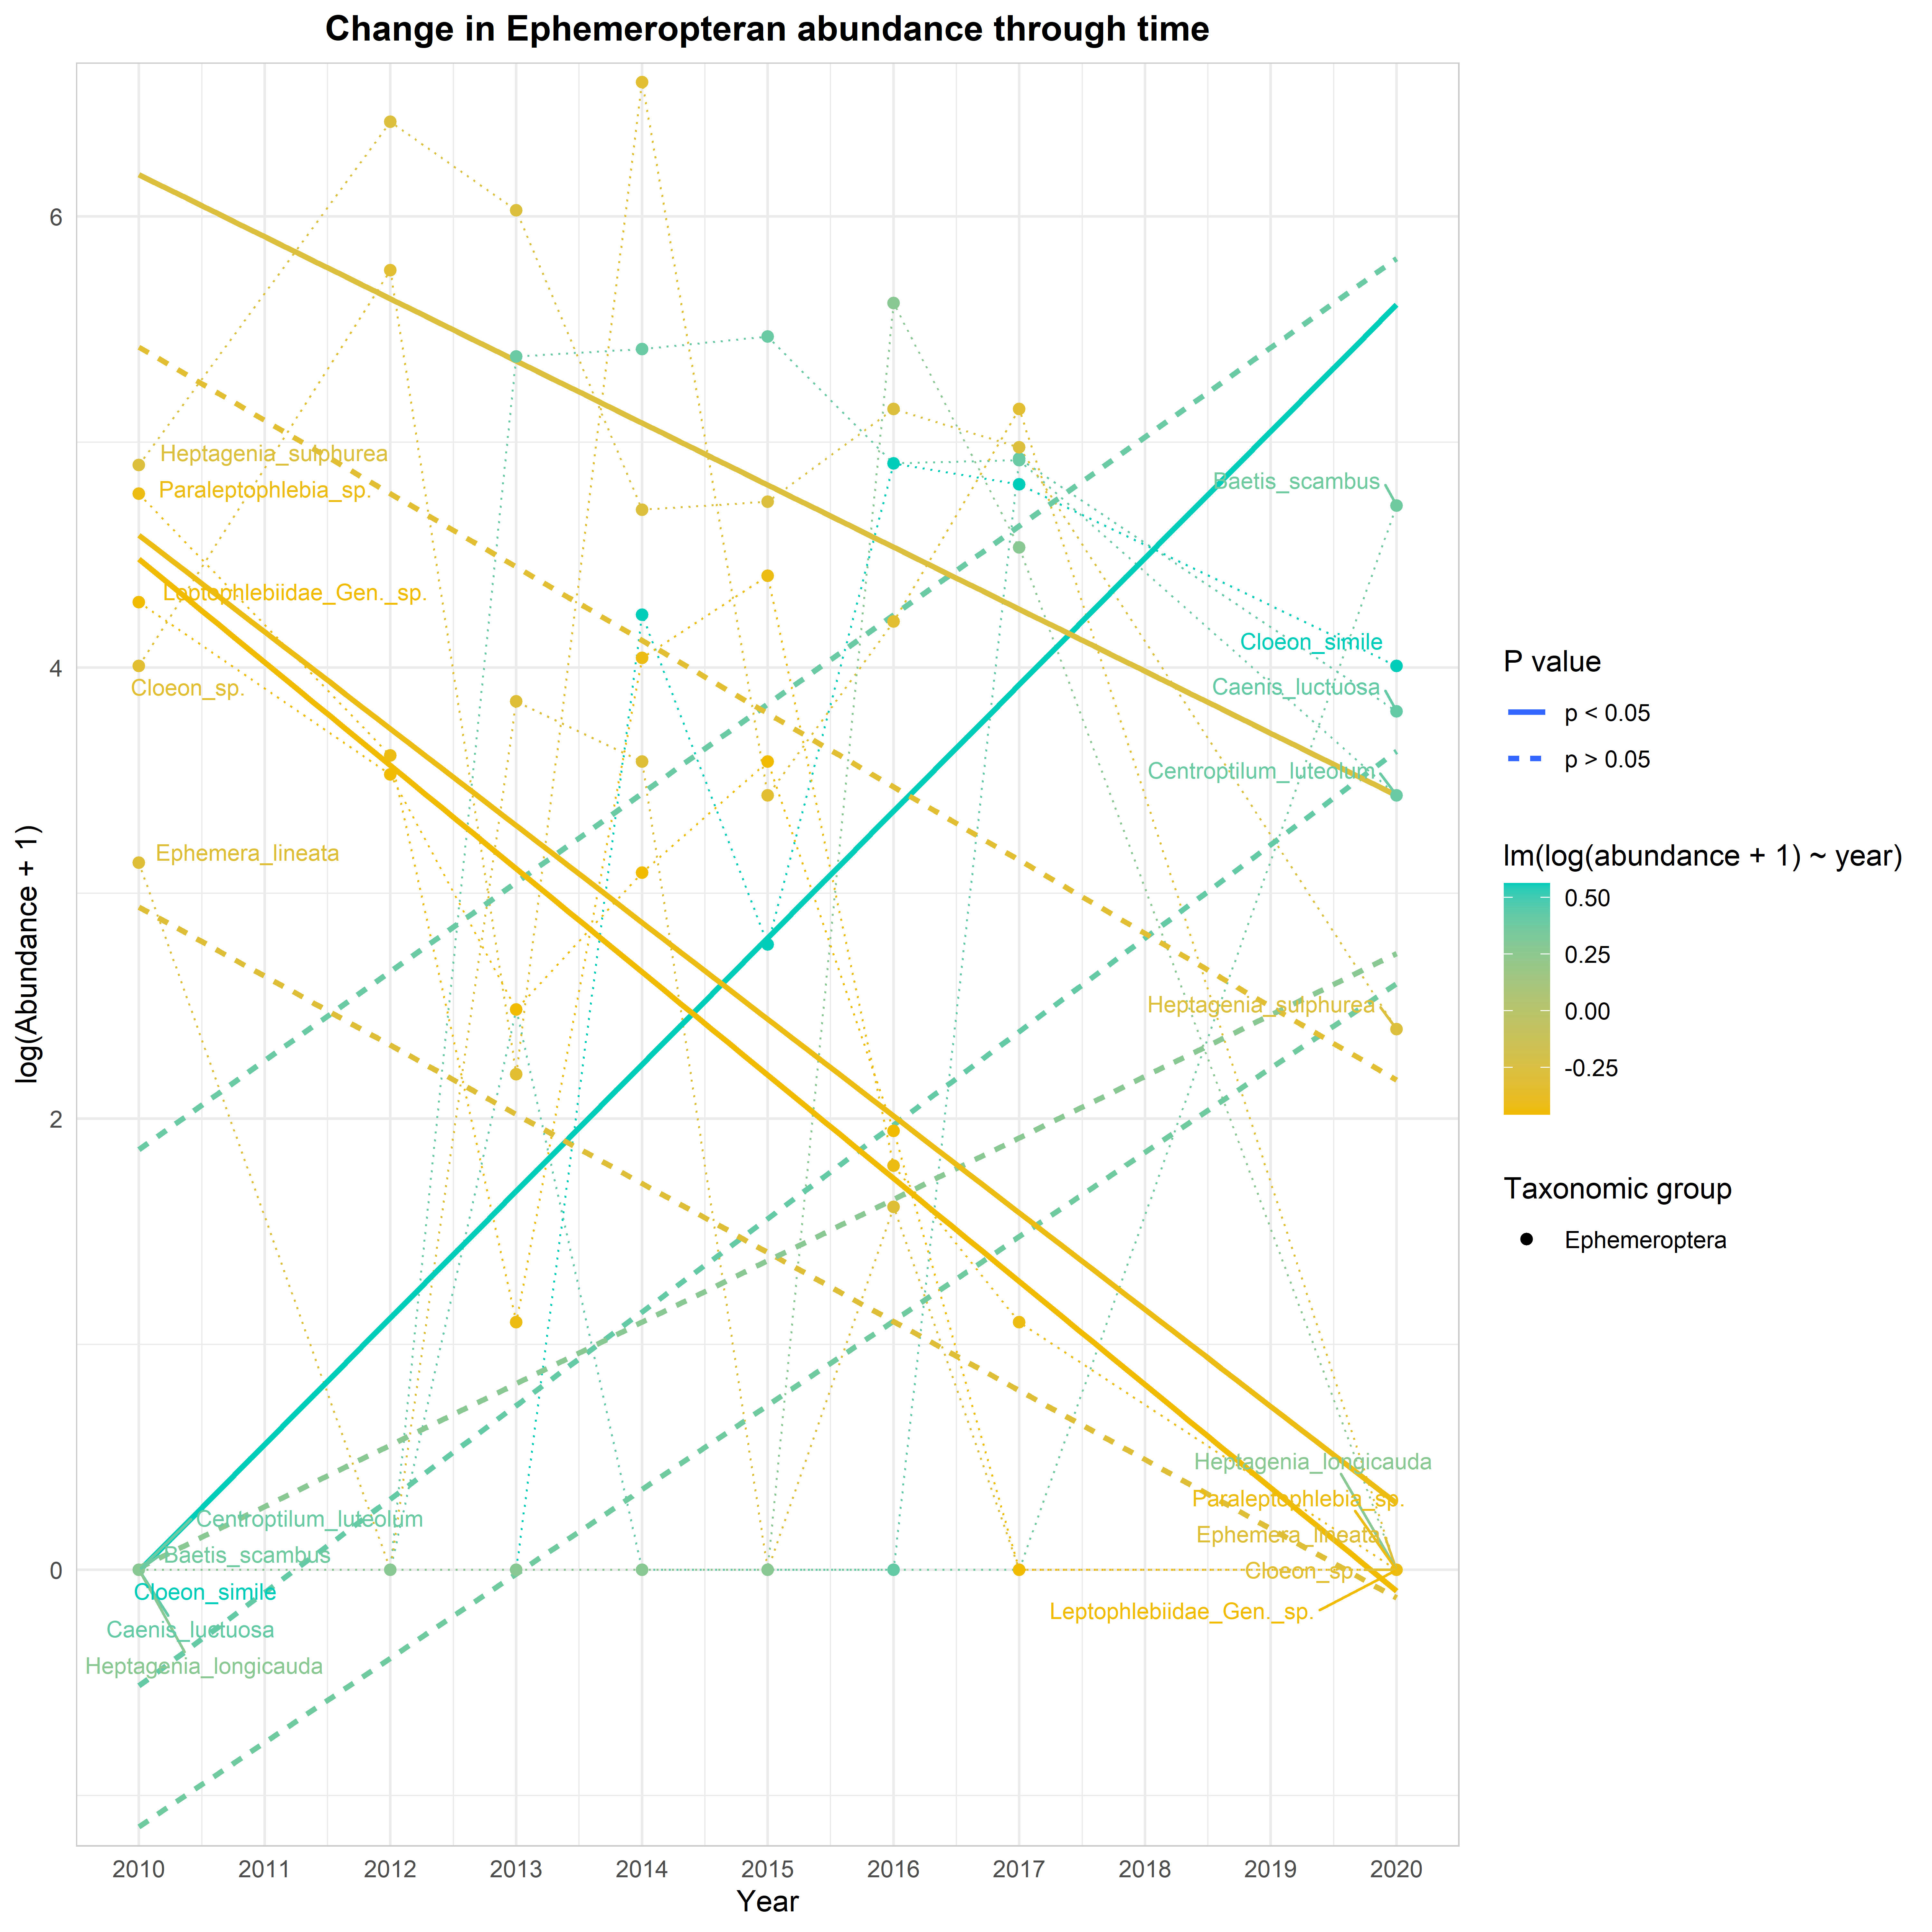 Change in Ephemeropteran abundance through time
log(Abundance + 1)
6
4
2
0
Heptagenia_sulphurea
Paraleptophlebia_sp.
Leptophlebiidae_Gen._sp.
Cloeon_sp.
Ephemera_lineata
Centroptilum_luteolum
Baetis_scambus
Cloeon_simile
Caenis_luctuosa
Heptagenia_longicauda
Baetis_scambus
Cloeon_simile
Caenis_luctuosa
Centroptilum_luteolum
Heptagenia_sulphurea
Heptagenia_longicauda
Paraleptophlebia_sp.
Ephemera_lineata
Cloeon_sp.
Leptophlebiidae_Gen._sp.
2010 2011 2012 2013 2014 2015 2016 2017 2018 2019 2020
Year
P value
p < 0.05
p > 0.05
lm(log(abundance + 1) ~ year)
0.50
0.25
0.00
-0.25
Taxonomic group
Ephemeroptera